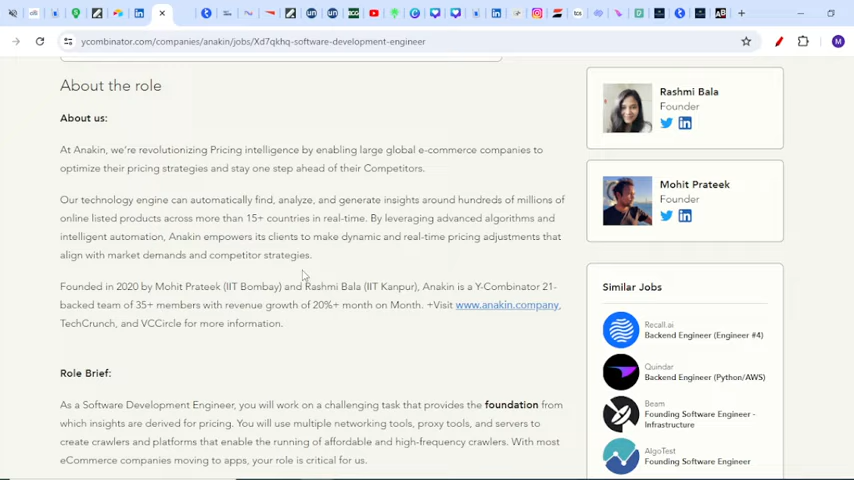 ycombinator.com/companies/anakin/jobs/Xd7qkhq-software-development-engineer
M
About the role
About us:
At Anakin, we're revolutionizing Pricing intelligence by enabling large global e-commerce companies to
optimize their pricing strategies and stay one step ahead of their Competitors.
Our technology engine can automatically find, analyze, and generate insights around hundreds of millions of
online listed products across more than 15+ countries in real-time. By leveraging advanced algorithms and
intelligent automation, Anakin empowers its clients to make dynamic and real-time pricing adjustments that
align with market demands and competitor strategies.
Founded in 2020 by Mohit Prateek (IIT Bombay) and Rashmi Bala (IIT Kanpur), Anakin is a Y-Combinator 21-
backed team of 35+ members with revenue growth of 20%+ month on Month. +Visit www.anakin.company,
TechCrunch, and VCCircle for more information.
Role Brief:
As a Software Development Engineer, you will work on a challenging task that provides the foundation from
which insights are derived for pricing. You will use multiple networking tools, proxy tools, and servers to
create crawlers and platforms that enable the running of affordable and high-frequency crawlers. With most
eCommerce companies moving to apps, your role is critical for us.
Rashmi Bala
Founder
Mohit Prateek
Founder
Similar Jobs
Recall.ai
Backend Engineer (Engineer #4)
Quindar
Backend Engineer (Python/AWS)
Beam
Founding Software Engineer -
Infrastructure
AlgoTest
Founding Software Engineer